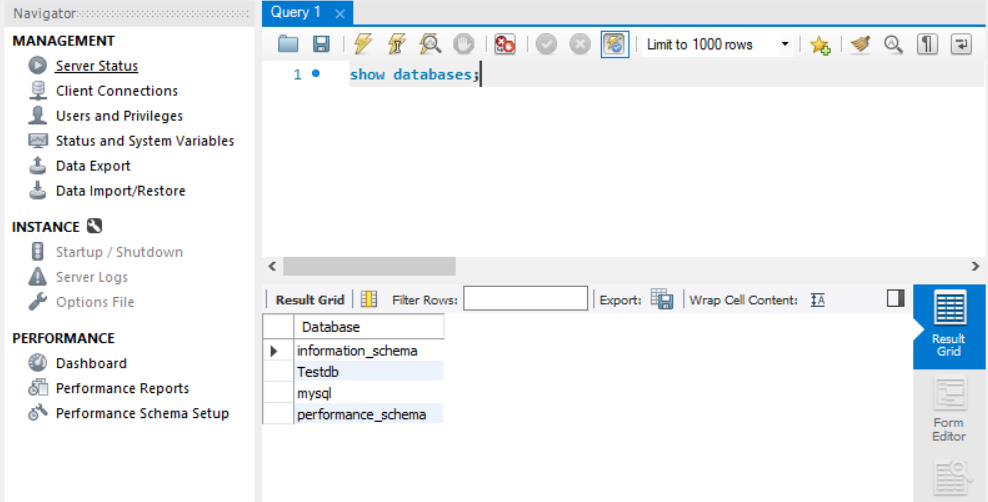 Navigator
MANAGEMENT
Server Status
Client Connections
Users and Privileges
Status and System Variables
Data Export
Data Import/Restore
INSTANCE
Startup / Shutdown
Server Logs
Options File
PERFORMANCE
Dashboard
Performance Reports
Performance Schema Setup
Query 1
Limit to 1000 rows
1 show databases;
Result Grid Filter Rows: Export: Wrap Cell Content: IA
Database
information_schema
Testdb
mysql
performance_schema
Result
Grid
Form
Editor